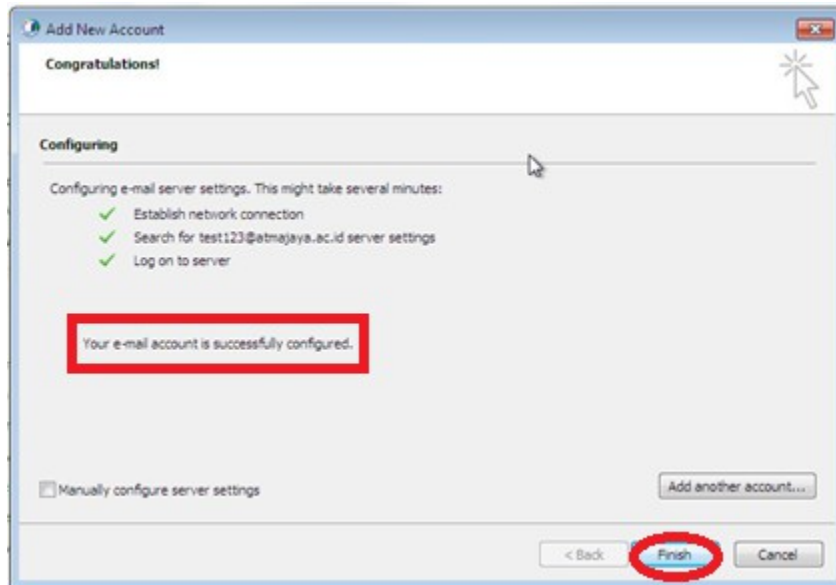 Add New Account
Congratulations!
Configuring
Configuring e-mail server settings. This might take several minutes:
Establish network connection
Search for test123@atmajaya.ac.id server settings
Log on to server
Your e-mail account is successfully configured.
Manually configure server settings
Add another account...
< Back
Finish
Cancel